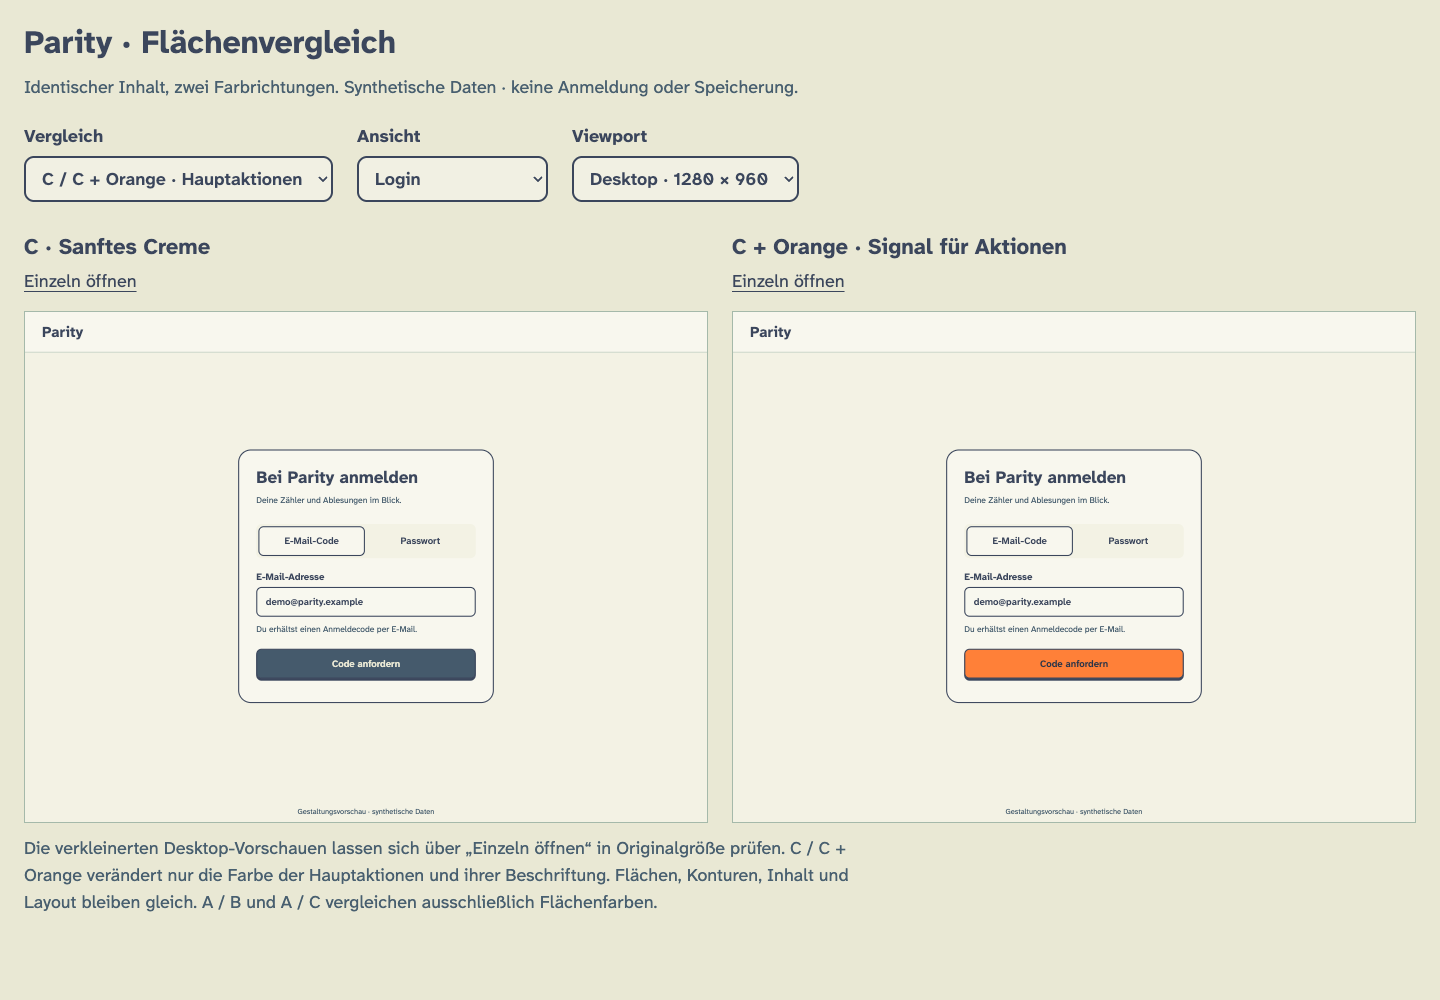 Parity · Flächenvergleich
Identischer Inhalt, zwei Farbrichtungen. Synthetische Daten · keine Anmeldung oder Speicherung.
Vergleich
Ansicht
Viewport
C / C + Orange · Hauptaktionen
Login
Desktop · 1280 × 960
C · Sanftes Creme
Einzeln öffnen
Parity
Bei Parity anmelden
Deine Zähler und Ablesungen im Blick.
E-Mail-Code
Passwort
E-Mail-Adresse
demo@parity.example
Du erhältst einen Anmeldecode per E-Mail.
Code anfordern
Gestaltungsvorschau · synthetische Daten
C + Orange · Signal für Aktionen
Einzeln öffnen
Parity
Bei Parity anmelden
Deine Zähler und Ablesungen im Blick.
E-Mail-Code
Passwort
E-Mail-Adresse
demo@parity.example
Du erhältst einen Anmeldecode per E-Mail.
Code anfordern
Gestaltungsvorschau · synthetische Daten
Die verkleinerten Desktop-Vorschauen lassen sich über „Einzeln öffnen“ in Originalgröße prüfen. C / C +
Orange verändert nur die Farbe der Hauptaktionen und ihrer Beschriftung. Flächen, Konturen, Inhalt und
Layout bleiben gleich. A / B und A / C vergleichen ausschließlich Flächenfarben.